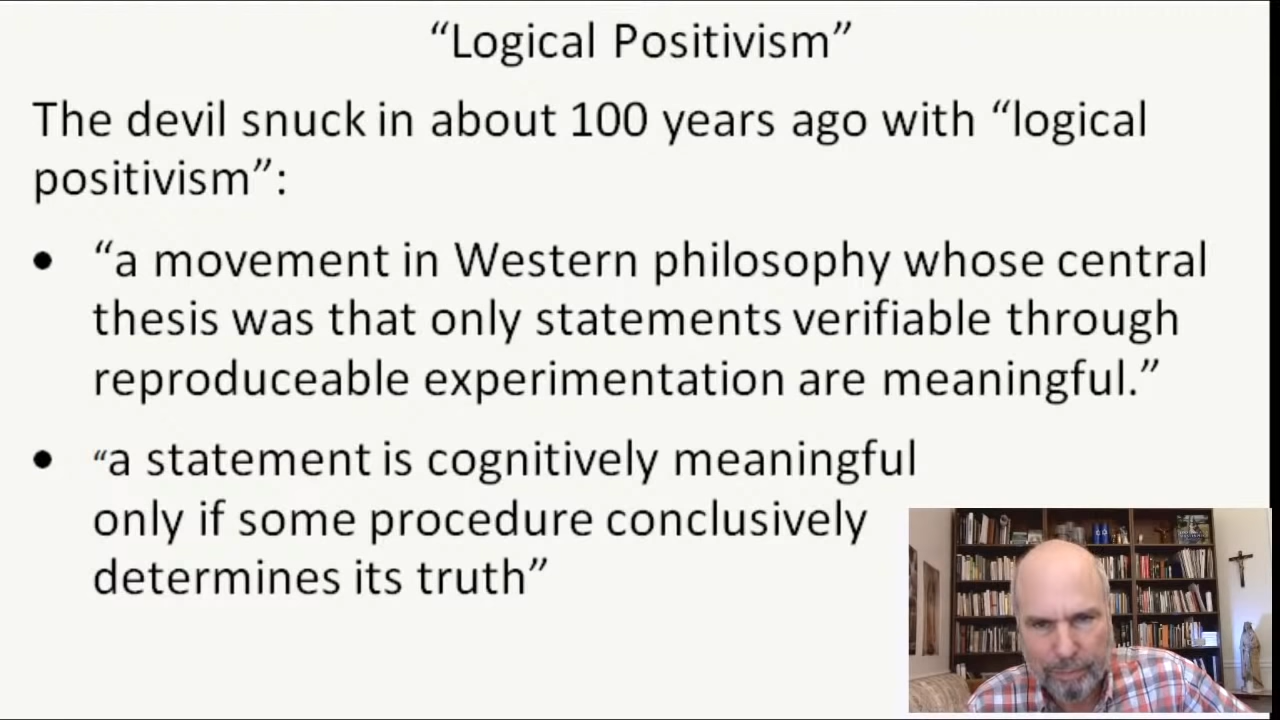 “Logical Positivism”
The devil snuck in about 100 years ago with “logical
positivism”:
• “a movement in Western philosophy whose central
thesis was that only statements verifiable through
reproduceable experimentation are meaningful.”
• “a statement is cognitively meaningful
only if some procedure conclusively
determines its truth”